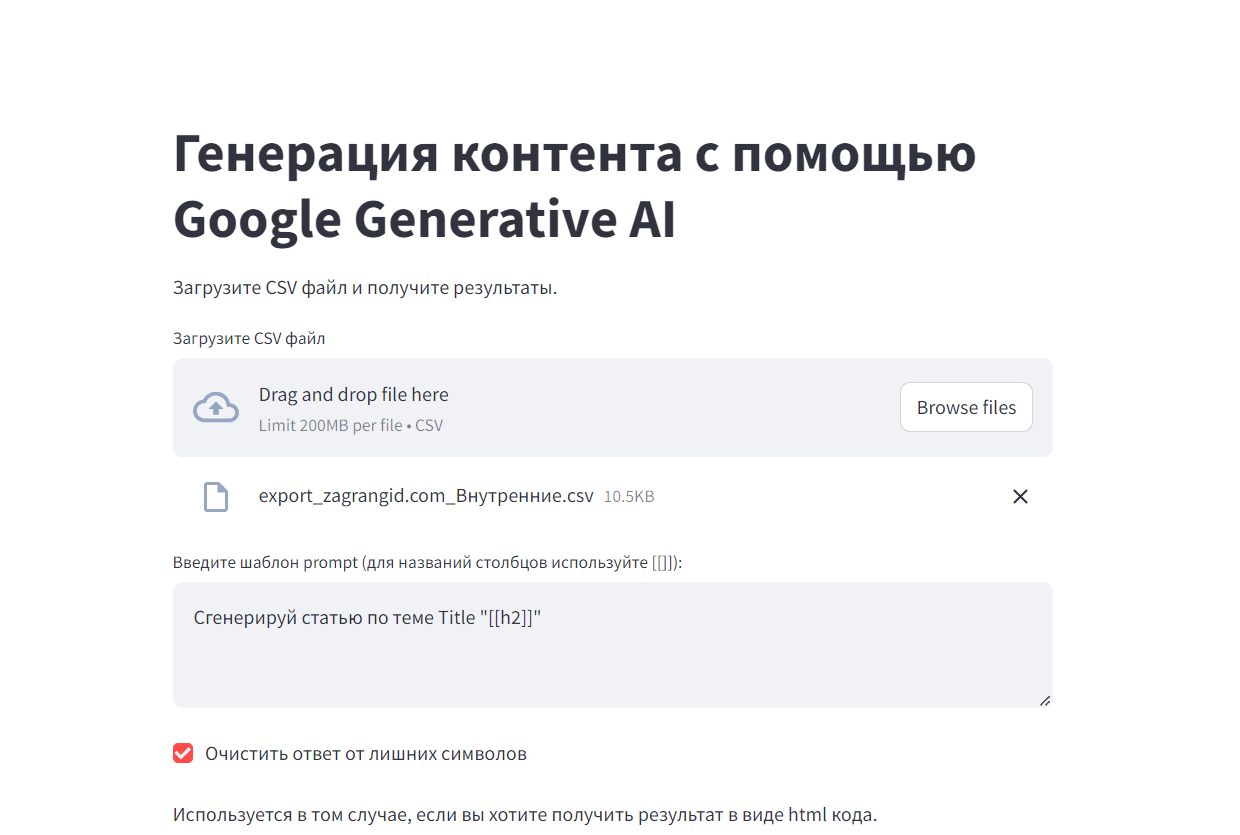 Генерация контента с помощью
Google Generative AI
Загрузите CSV файл и получите результаты.
Загрузите CSV файл
Drag and drop file here
Limit 200MB per file • CSV
Browse files
export_zagrangid.com_Внутренние.csv 10.5KB
Введите шаблон prompt (для названий столбцов используйте [[]]):
Сгенерируй статью по теме Title "[[h2]]"
Очистить ответ от лишних символов
Используется в том случае, если вы хотите получить результат в виде html кода.